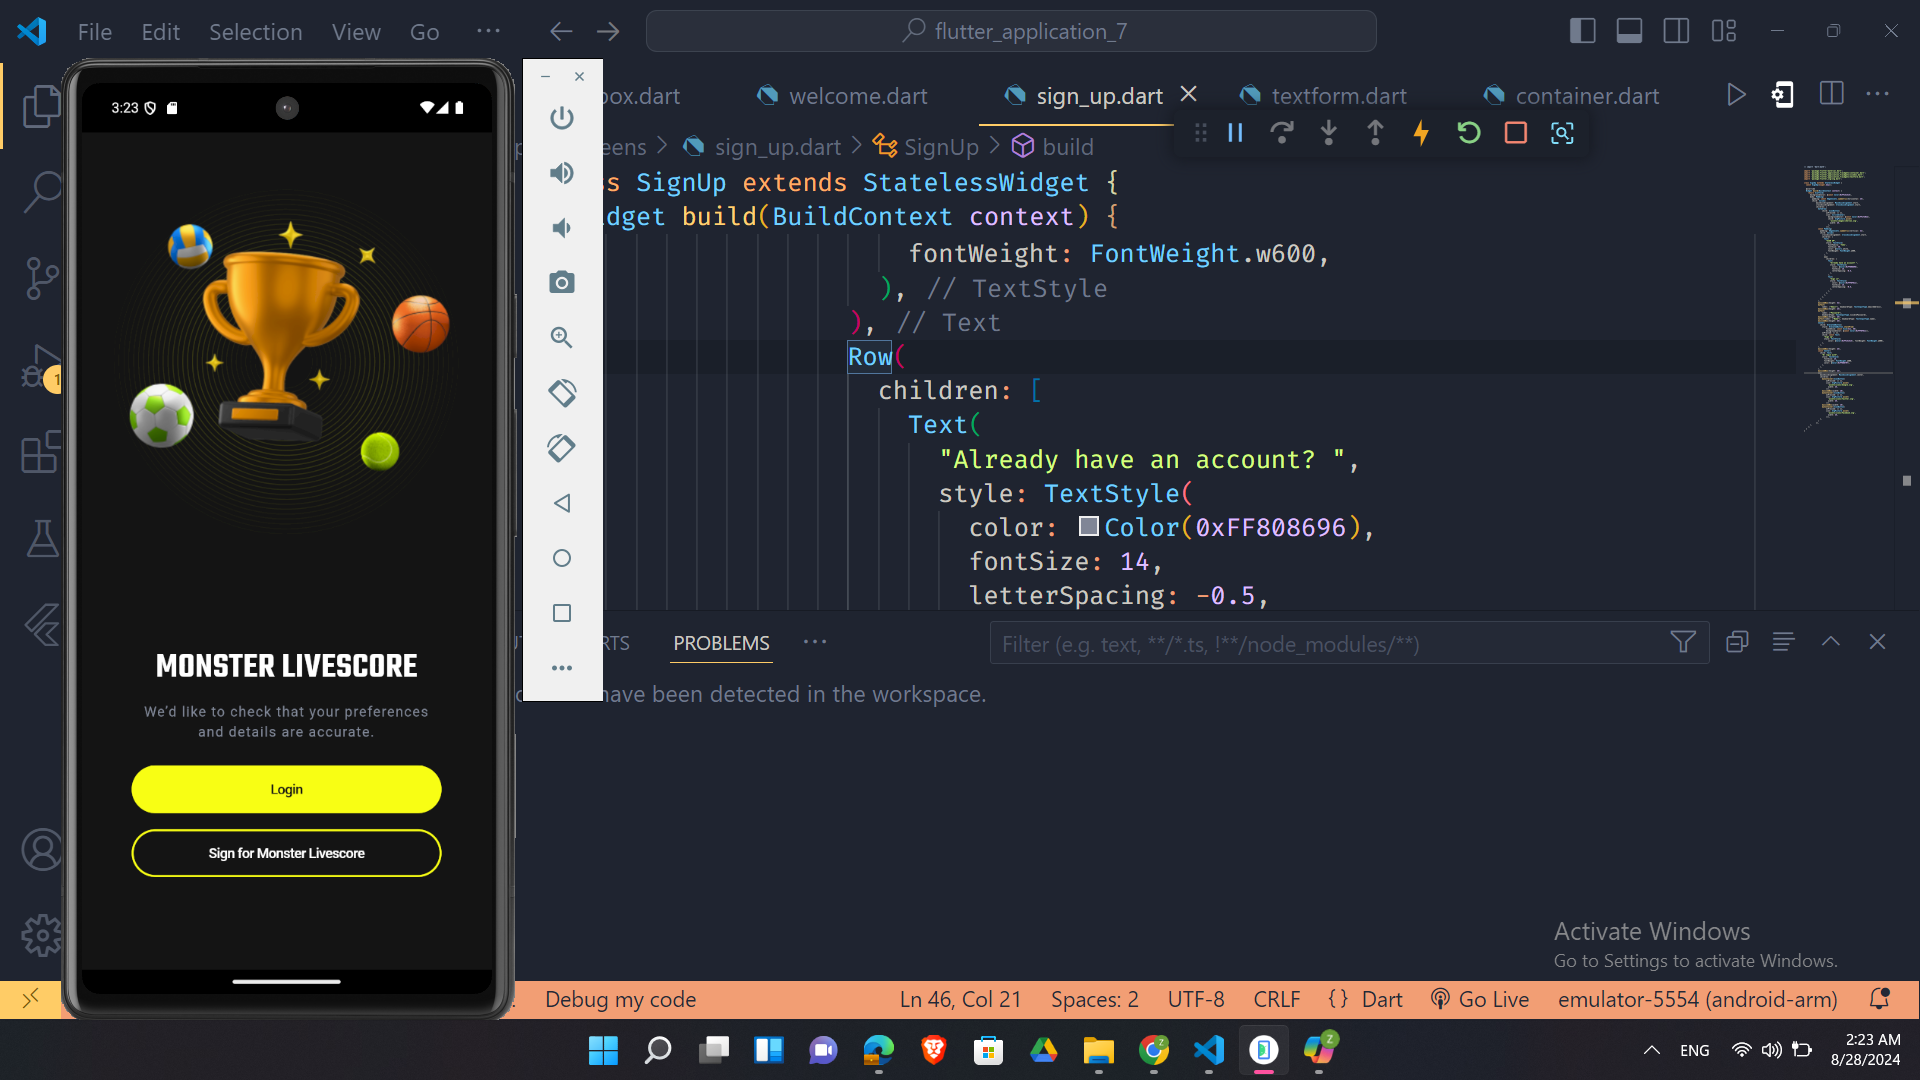 File Edit Selection View Go ···
flutter_application_7
box.dart welcome.dart sign_up.dart textform.dart container.dart
eens > sign_up.dart > SignUp > build
s SignUp extends StatelessWidget {
dget build(BuildContext context) {
fontWeight: FontWeight.w600,
), // TextStyle
), // Text
Row(
children: [
Text(
"Already have an account? ",
style: TextStyle(
color: Color(0xFF808696),
fontSize: 14,
letterSpacing: -0.5,
RTS PROBLEMS ···
Filter (e.g. text, **/*.ts, !**/node_modules/**)
have been detected in the workspace.
3:23
MONSTER LIVESCORE
We'd like to check that your preferences
and details are accurate.
Login
Sign for Monster Livescore
1
Activate Windows
Go to Settings to activate Windows.
Debug my code Ln 46, Col 21 Spaces: 2 UTF-8 CRLF {} Dart Go Live emulator-5554 (android-arm)
ENG
2:23 AM
8/28/2024